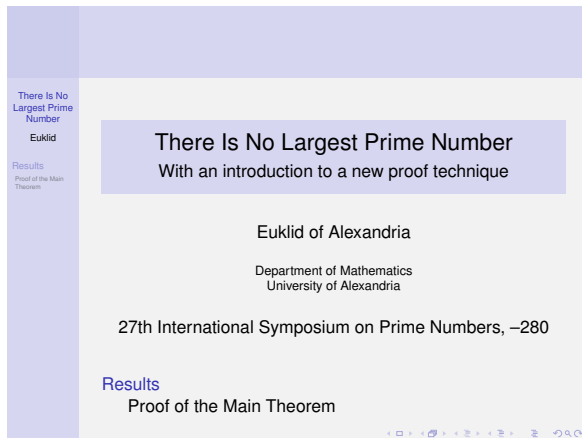 There Is No
Largest Prime
Number
Euklid
Results
Proof of the Main
Theorem
There Is No Largest Prime Number
With an introduction to a new proof technique
Euklid of Alexandria
Department of Mathematics
University of Alexandria
27th International Symposium on Prime Numbers, –280
Results
Proof of the Main Theorem